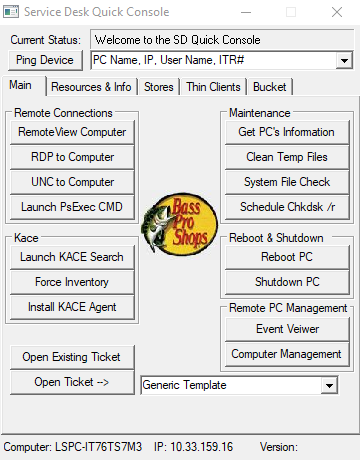 Service Desk Quick Console
Current Status: Welcome to the SD Quick Console
Ping Device PC Name, IP, User Name, ITR#
Main Resources & Info Stores Thin Clients Bucket
Remote Connections
RemoteView Computer
RDP to Computer
UNC to Computer
Launch PsExec CMD
Maintenance
Get PC's Information
Clean Temp Files
System File Check
Schedule Chkdsk /r
Bass
Pro
Shops
Kace
Launch KACE Search
Force Inventory
Install KACE Agent
Reboot & Shutdown
Reboot PC
Shutdown PC
Remote PC Management
Event Veiwer
Computer Management
Open Existing Ticket
Open Ticket --> Generic Template
Computer: LSPC-IT76TS7M3 IP: 10.33.159.16 Version: